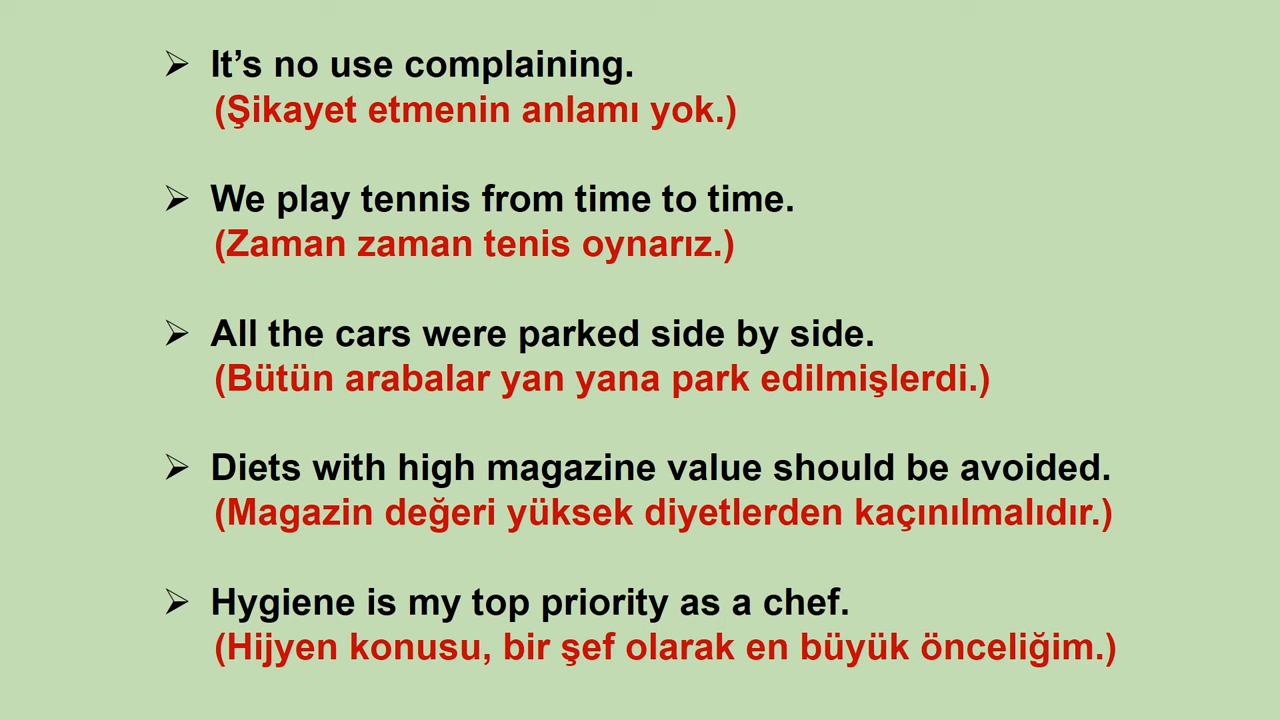 ➢ It’s no use complaining.
(Şikayet etmenin anlamı yok.)
➢ We play tennis from time to time.
(Zaman zaman tenis oynarız.)
➢ All the cars were parked side by side.
(Bütün arabalar yan yana park edilmişlerdi.)
➢ Diets with high magazine value should be avoided.
(Magazin değeri yüksek diyetlerden kaçınılmalıdır.)
➢ Hygiene is my top priority as a chef.
(Hijyen konusu, bir şef olarak en büyük önceliğim.)